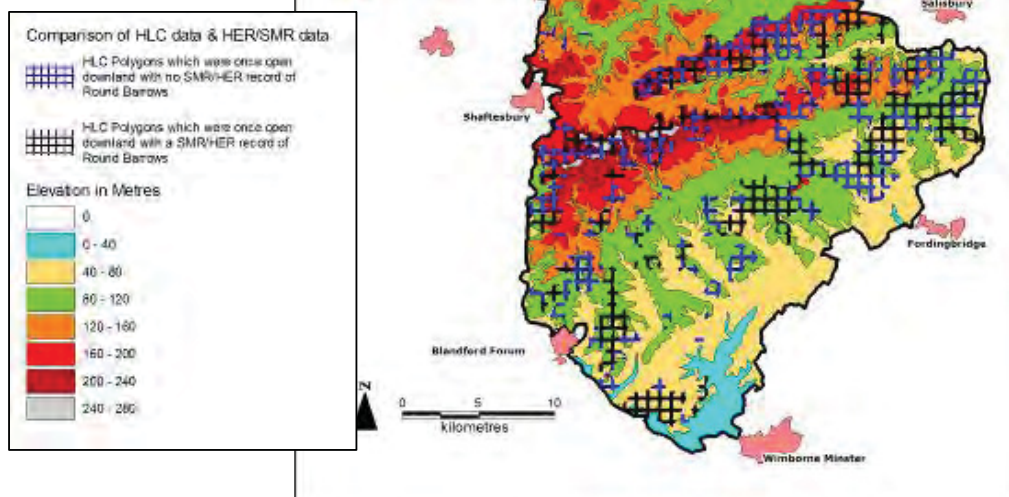 Comparison of HLC data & HER/SMR data
HLC Polygons which were once open
downland with no SMR/HER record of
Round Barrows
HLC Polygons which were once open
downland with a SMR/HER record of
Round Barrows
Elevation in Metres
0
0 - 40
40 - 80
80 - 120
120 - 160
160 - 200
200 - 240
240 - 280
Salisbury
Shaftesbury
Fordingbridge
Blandford Forum
N
0 5 10
kilometres
Wimborne Minster